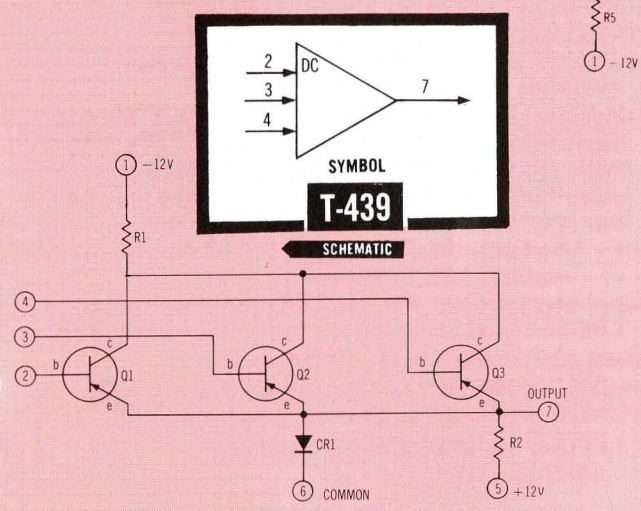 R5
1 −12V
2
DC
3
7
4
SYMBOL
T-439
SCHEMATIC
1 −12V
R1
4
3
2
b c Q1 e
b c Q2 e
b c Q3 e
OUTPUT
7
CR1
R2
6 COMMON
5 +12V